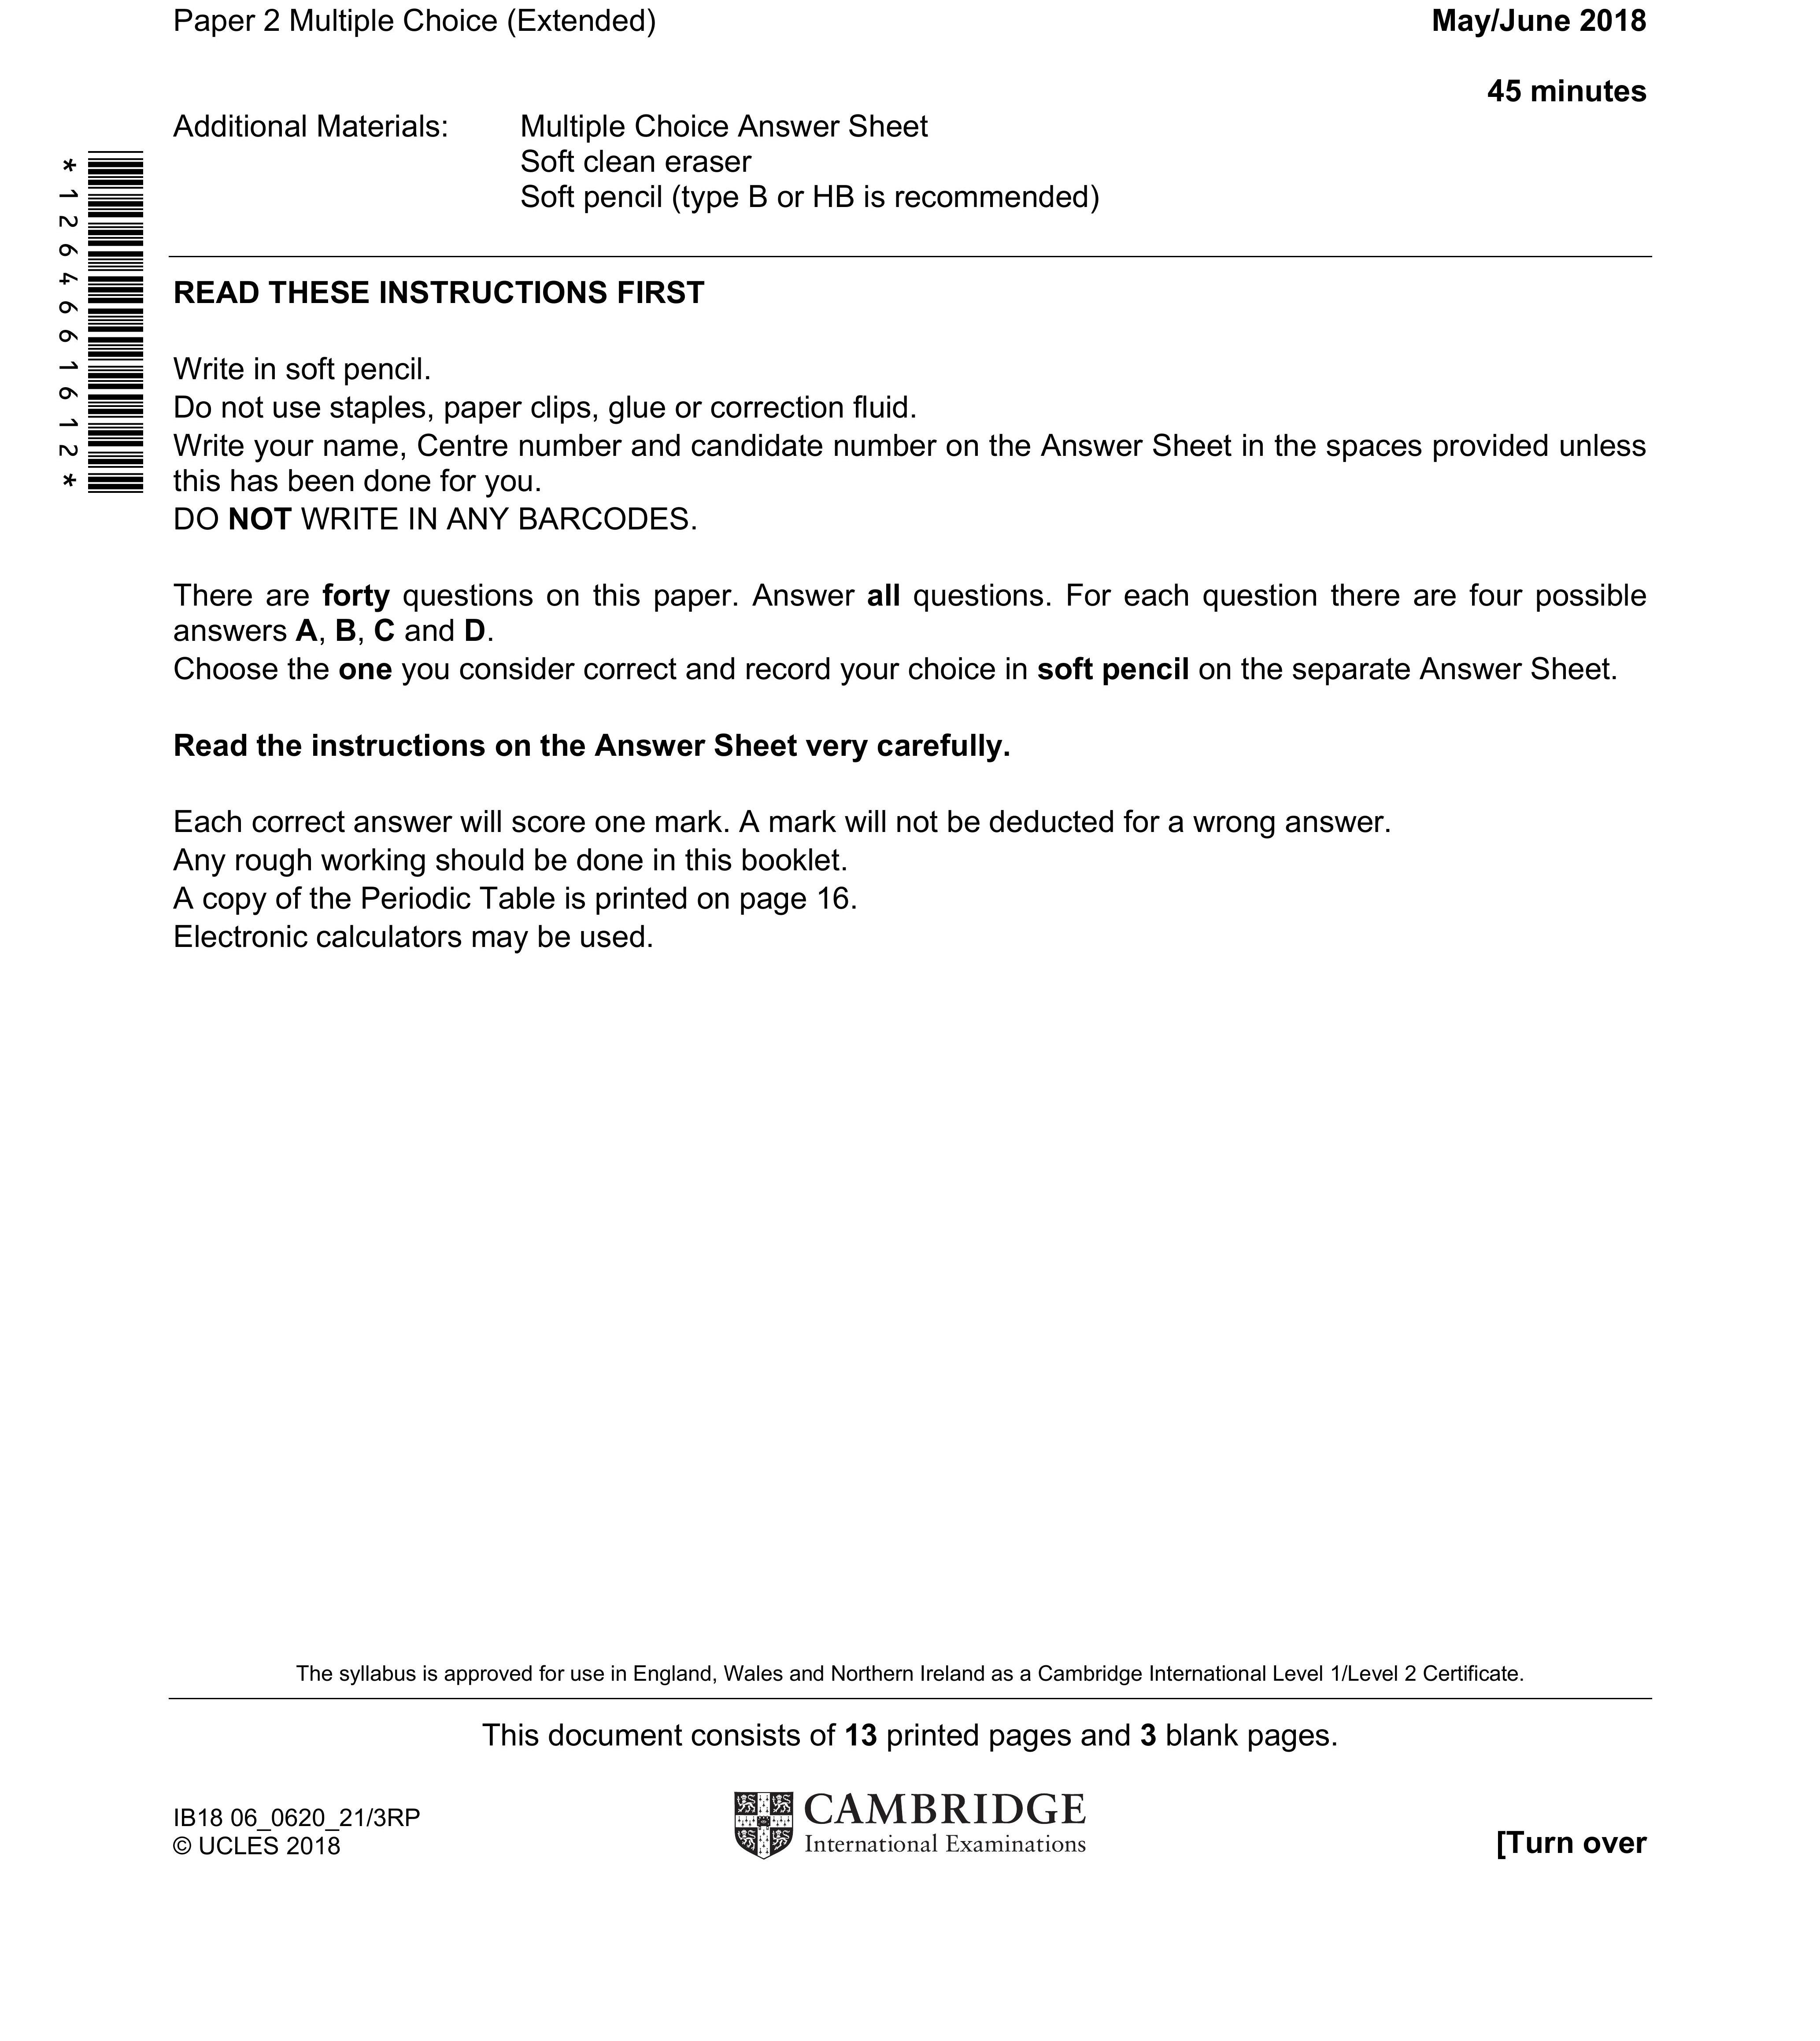 Paper 2 Multiple Choice (Extended) May/June 2018
45 minutes
Additional Materials: Multiple Choice Answer Sheet
Soft clean eraser
Soft pencil (type B or HB is recommended)
*1264661612*
READ THESE INSTRUCTIONS FIRST
Write in soft pencil.
Do not use staples, paper clips, glue or correction fluid.
Write your name, Centre number and candidate number on the Answer Sheet in the spaces provided unless
this has been done for you.
DO NOT WRITE IN ANY BARCODES.
There are forty questions on this paper. Answer all questions. For each question there are four possible
answers A, B, C and D.
Choose the one you consider correct and record your choice in soft pencil on the separate Answer Sheet.
Read the instructions on the Answer Sheet very carefully.
Each correct answer will score one mark. A mark will not be deducted for a wrong answer.
Any rough working should be done in this booklet.
A copy of the Periodic Table is printed on page 16.
Electronic calculators may be used.
The syllabus is approved for use in England, Wales and Northern Ireland as a Cambridge International Level 1/Level 2 Certificate.
This document consists of 13 printed pages and 3 blank pages.
IB18 06_0620_21/3RP
© UCLES 2018
CAMBRIDGE
International Examinations
[Turn over